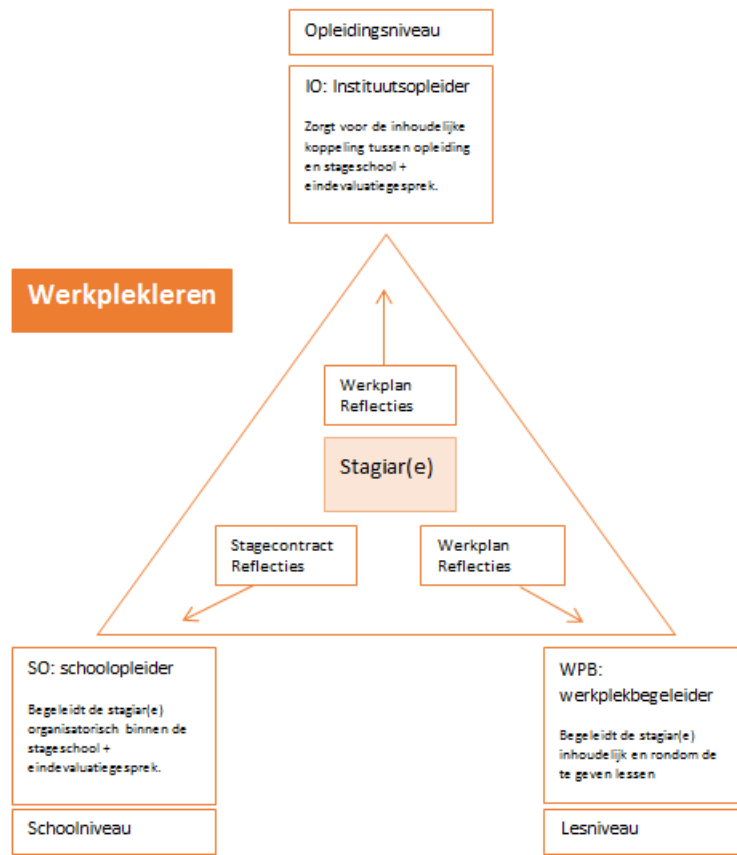 Opleidingsniveau
IO: Instituutsopleider
Zorgt voor de inhoudelijke
koppeling tussen opleiding
en stageschool +
eindevaluatiegesprek.
Werkplekleren
Werkplan
Reflecties
Stagiar(e)
Stagecontract
Reflecties
Werkplan
Reflecties
SO: schoolopleider
Begeleidt de stagiar(e)
organisatorisch binnen de
stageschool +
eindevaluatiegesprek.
Schoolniveau
WPB:
werkplekbegeleider
Begeleidt de stagiar(e)
inhoudelijk en rondom de
te geven lessen
Lesniveau